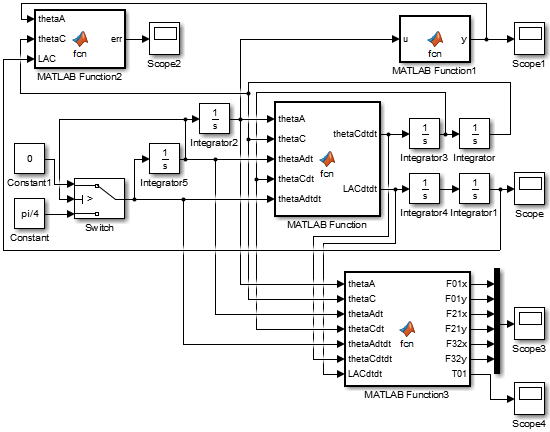 thetaA
thetaC
LAC
err
fcn
MATLAB Function2
Scope2
u
y
fcn
MATLAB Function1
Scope1
1
s
Integrator2
thetaA
thetaC
thetaAdt
thetaCdt
thetaAdtdt
thetaCdtdt
LACdtdt
fcn
MATLAB Function
1
s
Integrator3
1
s
Integrator
0
Constant1
>
Switch
pi/4
Constant
1
s
Integrator5
1
s
Integrator4
1
s
Integrator1
Scope
thetaA
thetaC
thetaAdt
thetaCdt
thetaAdtdt
thetaCdtdt
LACdtdt
fcn
F01x
F01y
F21x
F21y
F32x
F32y
T01
MATLAB Function3
Scope3
Scope4